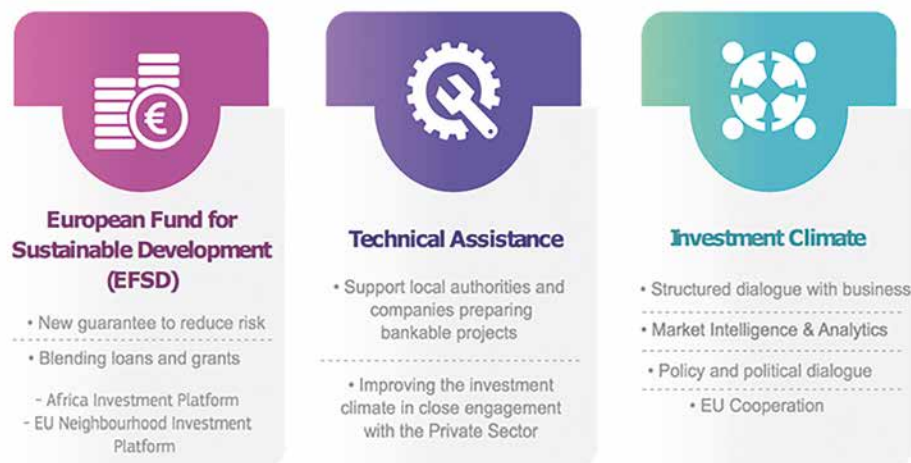 European Fund for
Sustainable Development
(EFSD)
• New guarantee to reduce risk
• Blending loans and grants
- Africa Investment Platform
- EU Neighbourhood Investment
Platform
Technical Assistance
• Support local authorities and
companies preparing
bankable projects
• Improving the investment
climate in close engagement
with the Private Sector
Investment Climate
• Structured dialogue with business
• Market Intelligence & Analytics
• Policy and political dialogue
• EU Cooperation